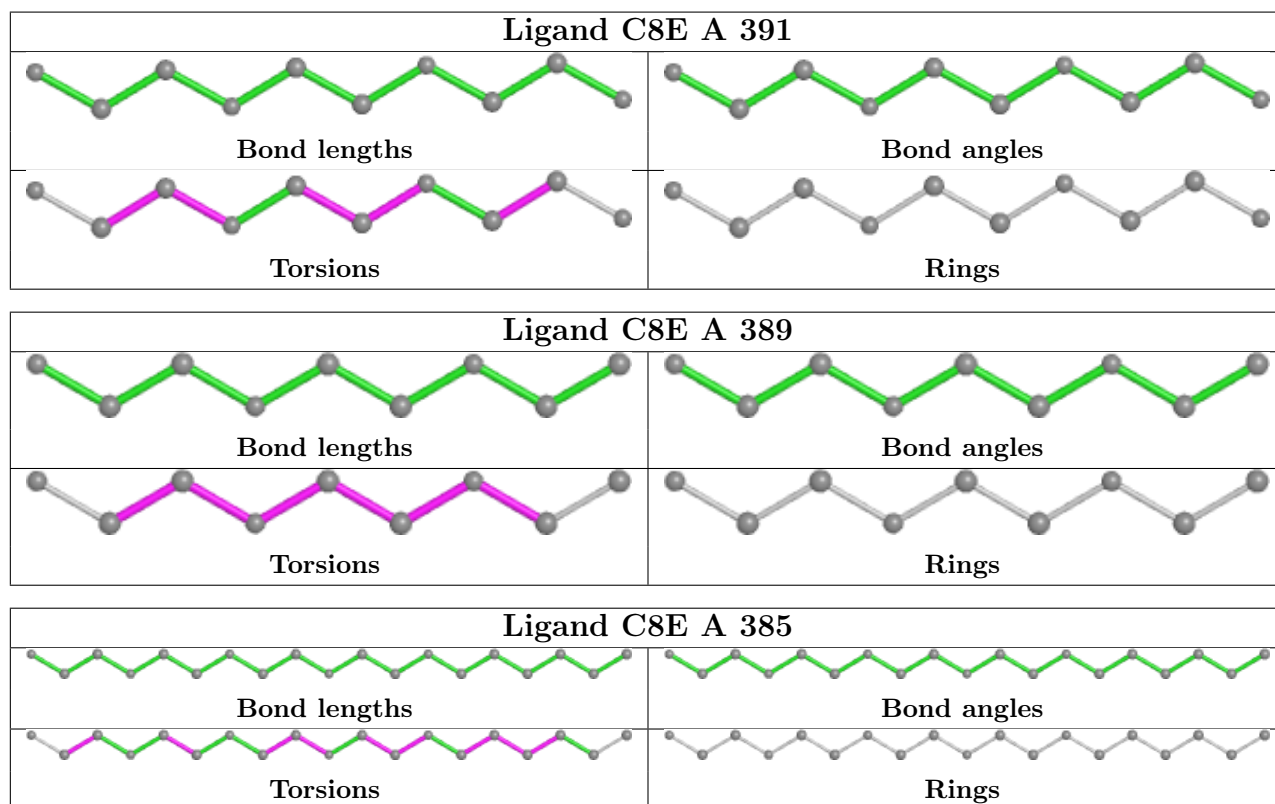 Ligand C8E A 391
Bond lengths Bond angles
Torsions Rings
Ligand C8E A 389
Bond lengths Bond angles
Torsions Rings
Ligand C8E A 385
Bond lengths Bond angles
Torsions Rings